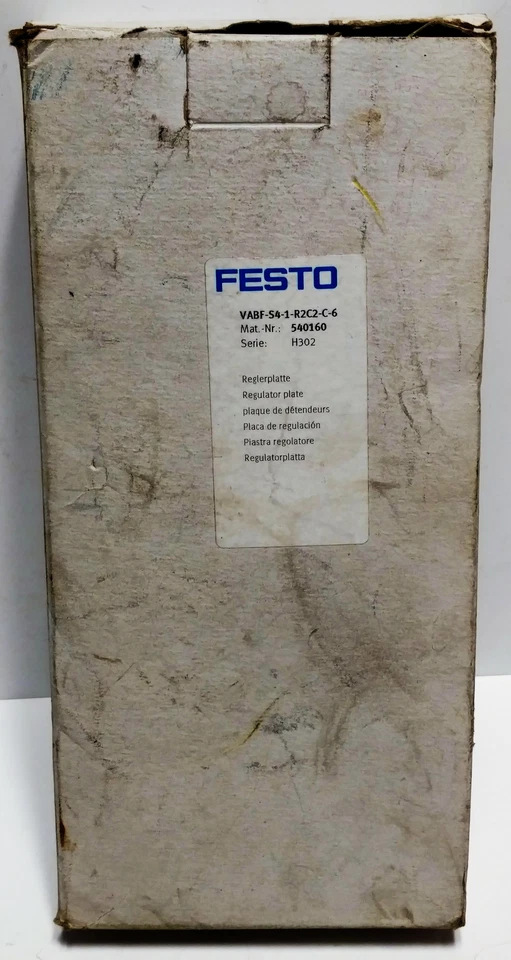 FESTO
VABF-S4-1-R2C2-C-6
Mat.-Nr.: 540160
Serie: H302
Reglerplatte
Regulator plate
plaque de détendeurs
Placa de regulación
Piastra regolatore
Regulatorplatta